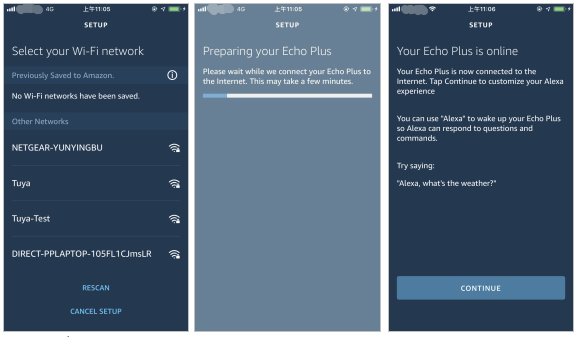 4G 上午11:05
SETUP
Select your Wi-Fi network
Previously Saved to Amazon.
No Wi-Fi networks have been saved.
Other Networks
NETGEAR-YUNYINGBU
Tuya
Tuya-Test
DIRECT-PPLAPTOP-105FL1CJmsLR
RESCAN
CANCEL SETUP
4G 上午11:05
SETUP
Preparing your Echo Plus
Please wait while we connect your Echo Plus to
the Internet. This may take a few minutes.
上午11:06
SETUP
Your Echo Plus is online
Your Echo Plus is now connected to the
Internet. Tap Continue to customize your Alexa
experience
You can use "Alexa" to wake up your Echo Plus
so Alexa can respond to questions and
commands.
Try saying:
"Alexa, what's the weather?"
CONTINUE